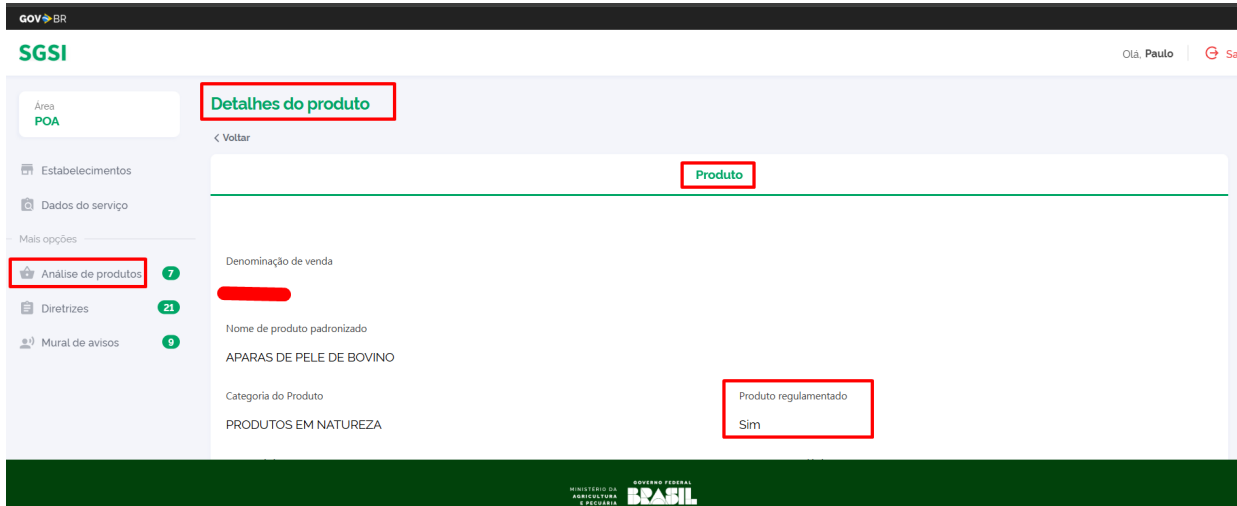 GOV BR
SGSI
Olá, Paulo
Área
POA
Detalhes do produto
Voltar
Estabelecimentos
Dados do serviço
Mais opções
Análise de produtos 7
Diretrizes 21
Mural de avisos 9
Produto
Denominação de venda
Nome de produto padronizado
APARAS DE PELE DE BOVINO
Categoria do Produto
PRODUTOS EM NATUREZA
Produto regulamentado
Sim
MINISTÉRIO DA
AGRICULTURA
E PECUÁRIA
GOVERNO FEDERAL
BRASIL